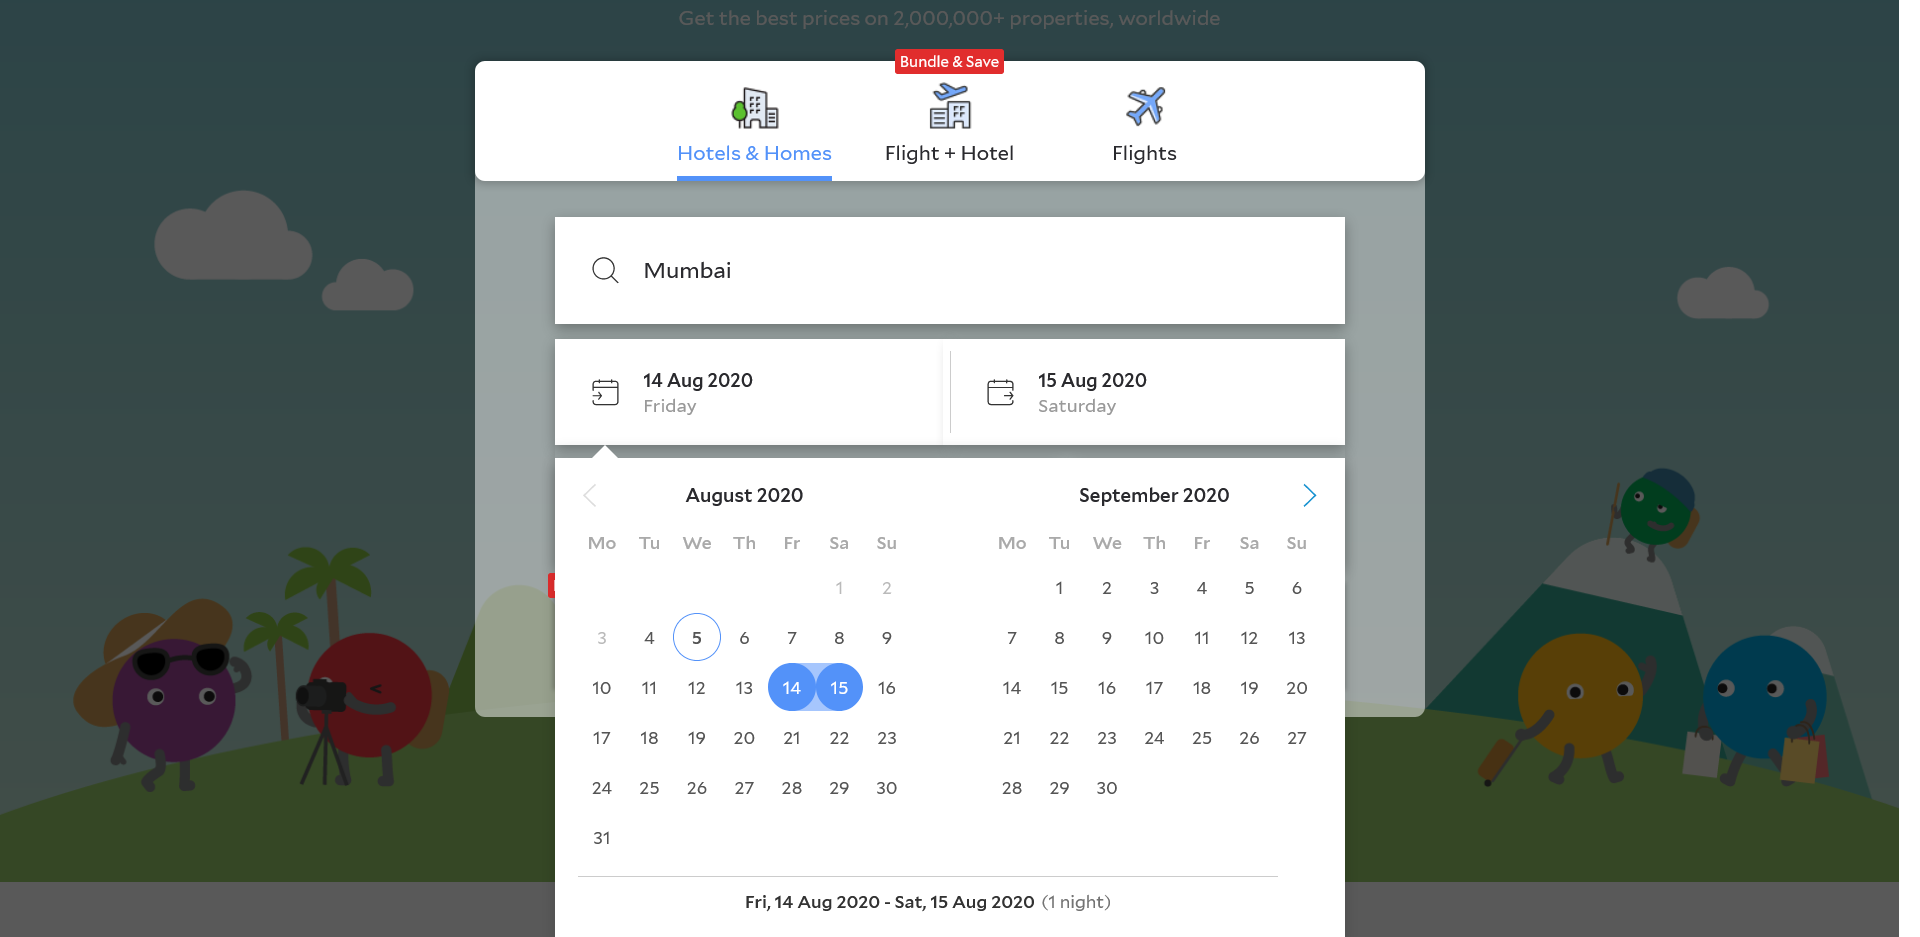 Get the best prices on 2,000,000+ properties, worldwide
Bundle & Save
Hotels & Homes Flight + Hotel Flights
Mumbai
14 Aug 2020 15 Aug 2020
Friday Saturday
August 2020 September 2020
Mo Tu We Th Fr Sa Su Mo Tu We Th Fr Sa Su
1 2 1 2 3 4 5 6
3 4 5 6 7 8 9 7 8 9 10 11 12 13
10 11 12 13 14 15 16 14 15 16 17 18 19 20
17 18 19 20 21 22 23 21 22 23 24 25 26 27
24 25 26 27 28 29 30 28 29 30
31
Fri, 14 Aug 2020 - Sat, 15 Aug 2020 (1 night)